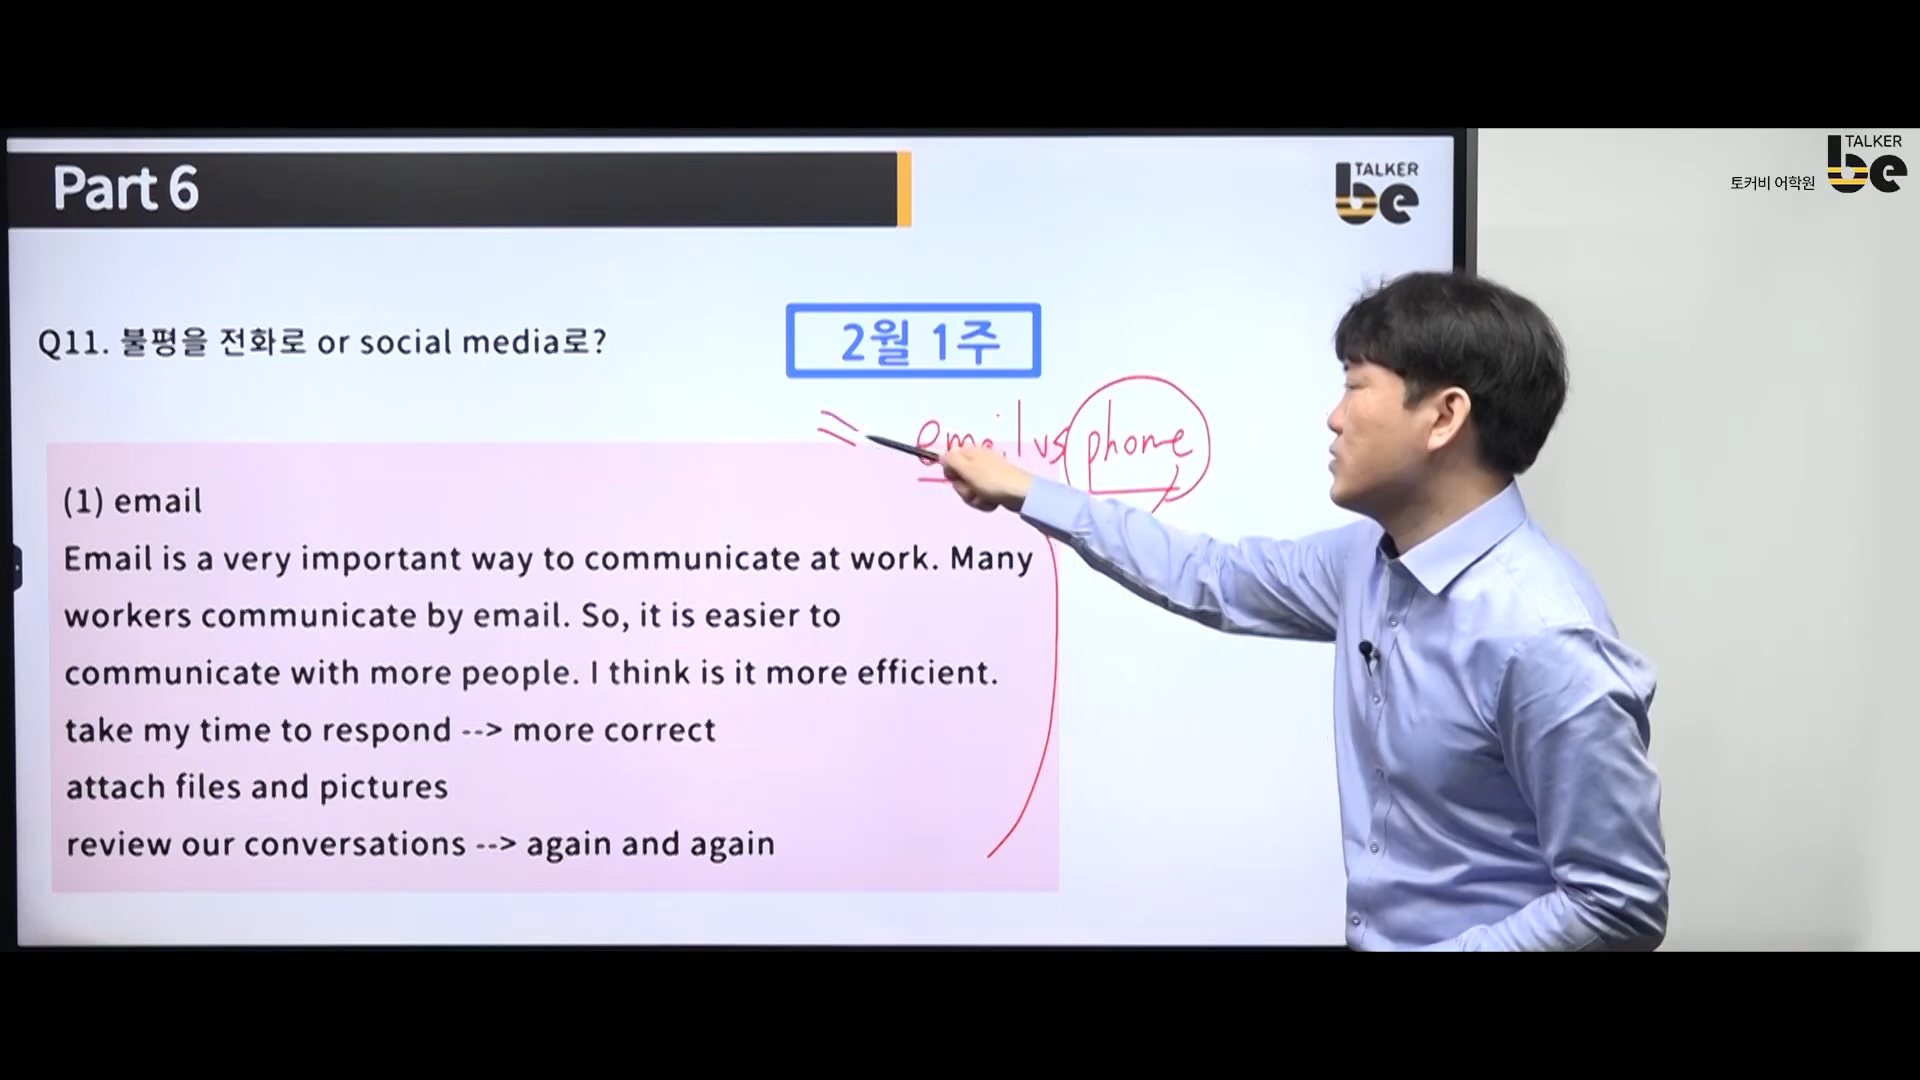 Part 6
TALKER
be
TALKER
토커비 어학원 be
Q11. 불평을 전화로 or social media로?
2월 1주
email vs phone
(1) email
Email is a very important way to communicate at work. Many
workers communicate by email. So, it is easier to
communicate with more people. I think is it more efficient.
take my time to respond --> more correct
attach files and pictures
review our conversations --> again and again